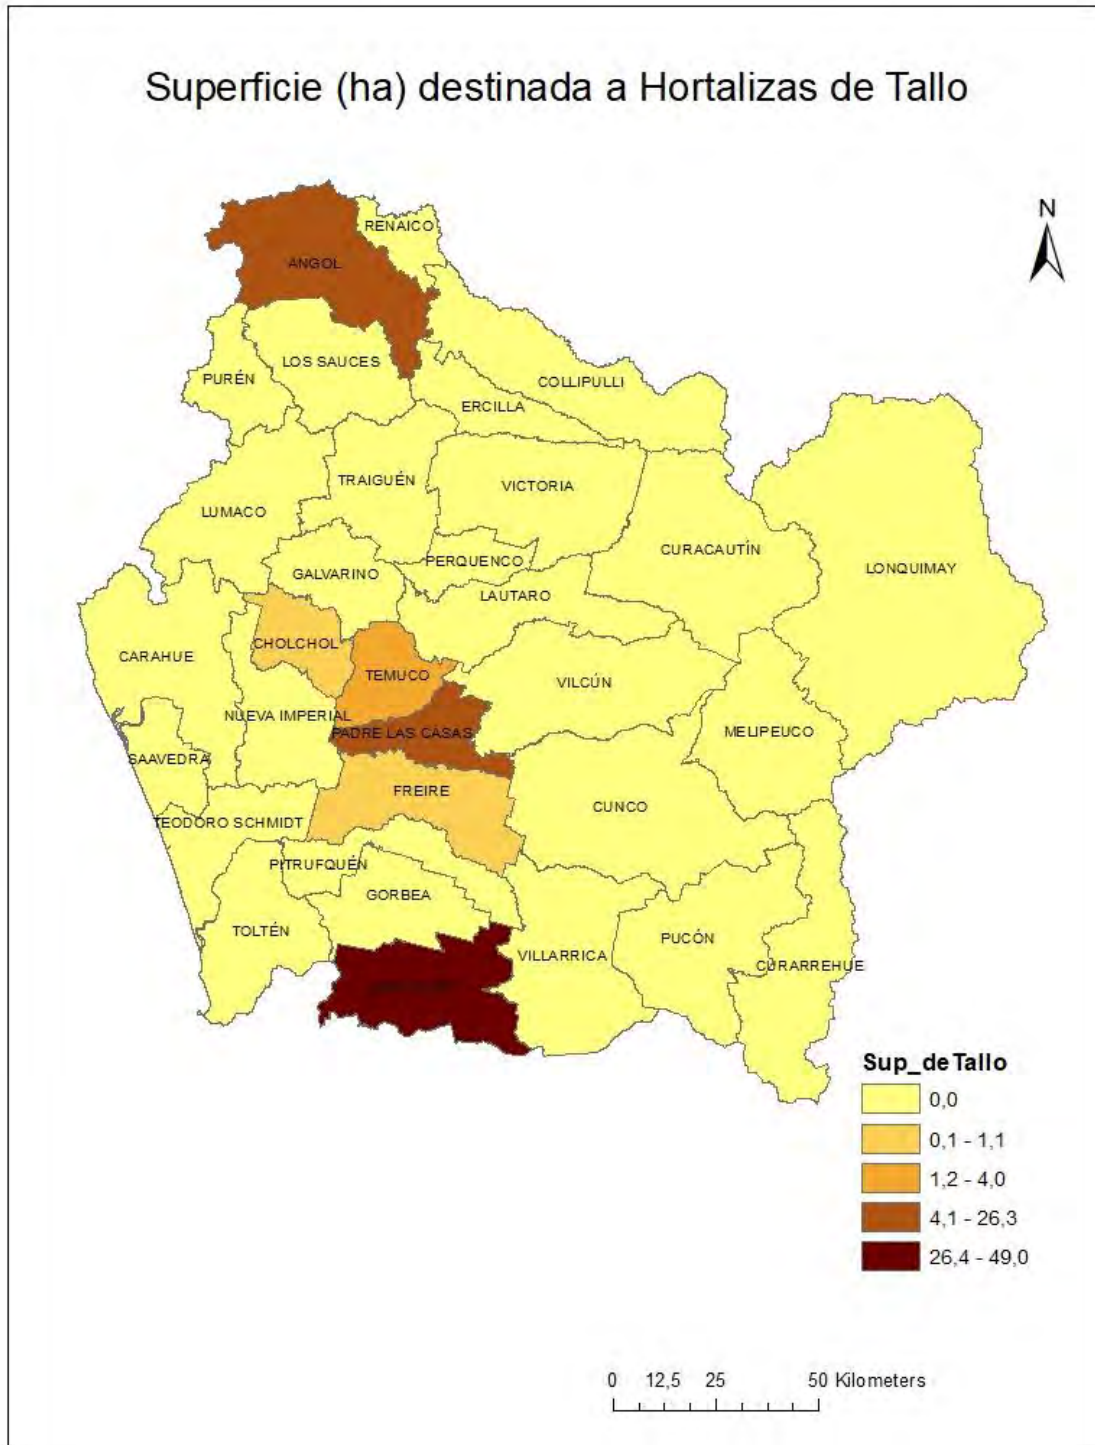 Superficie (ha) destinada a Hortalizas de Tallo
N
RENAICO
ANGOL
LOS SAUCES
PURÉN
COLLIPULLI
ERCILLA
TRAIGUÉN
VICTORIA
LUMACO
CURACAUTÍN
PERQUENCO
LONQUIMAY
GALVARINO
LAUTARO
CHOLCHOL
CARAHUE
TEMUCO
VILCÚN
NUEVA IMPERIAL
PADRE LAS CASAS
MELIPEUCO
SAAVEDRA
FREIRE
CUNCO
TEODORO SCHMIDT
PITRUFQUÉN
GORBEA
TOLTÉN
PUCÓN
VILLARRICA
CURARREHUE
Sup_deTallo
0,0
0,1 - 1,1
1,2 - 4,0
4,1 - 26,3
26,4 - 49,0
0 12,5 25 50 Kilometers